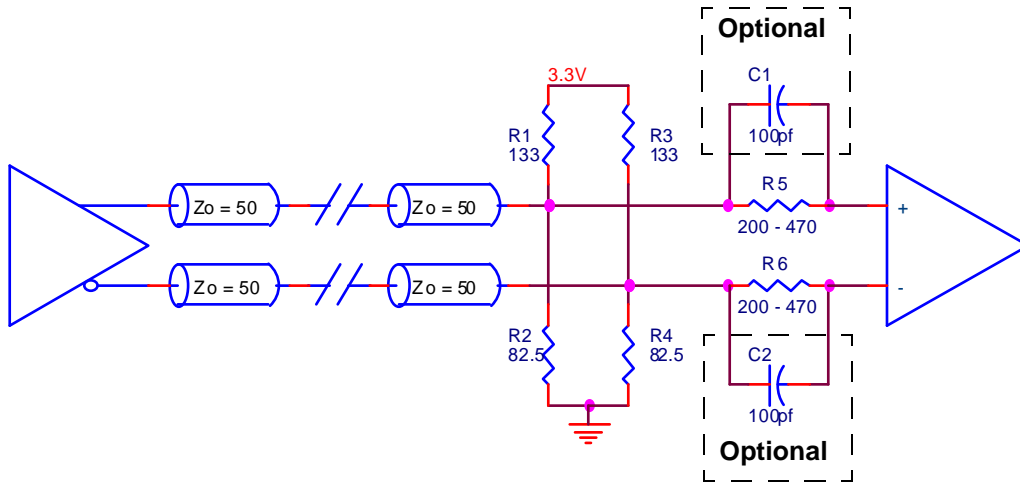 Optional
C1
100pf
3.3V
R1
133
R3
133
Zo = 50
Zo = 50
R5
200 - 470
+
Zo = 50
Zo = 50
R6
200 - 470
-
R2
82.5
R4
82.5
C2
100pf
Optional